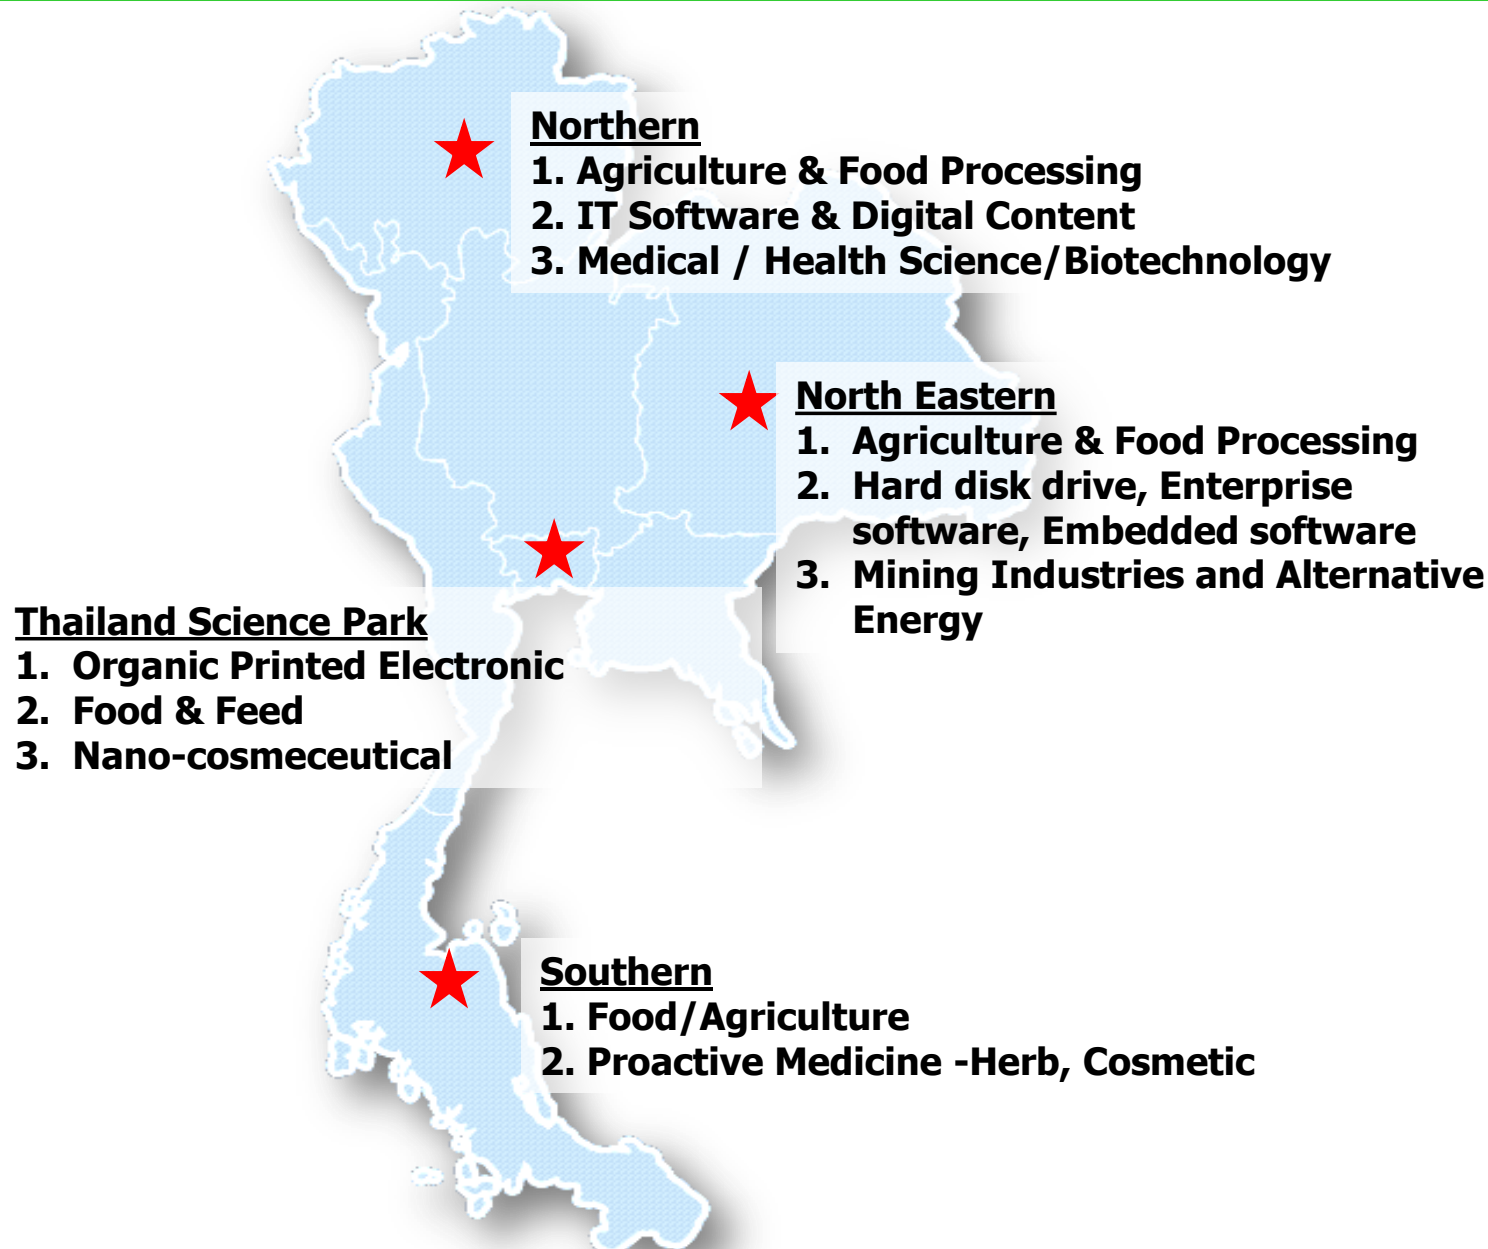 Northern
1. Agriculture & Food Processing
2. IT Software & Digital Content
3. Medical / Health Science/Biotechnology
North Eastern
1. Agriculture & Food Processing
2. Hard disk drive, Enterprise
software, Embedded software
3. Mining Industries and Alternative
Energy
Thailand Science Park
1. Organic Printed Electronic
2. Food & Feed
3. Nano-cosmeceutical
Southern
1. Food/Agriculture
2. Proactive Medicine -Herb, Cosmetic